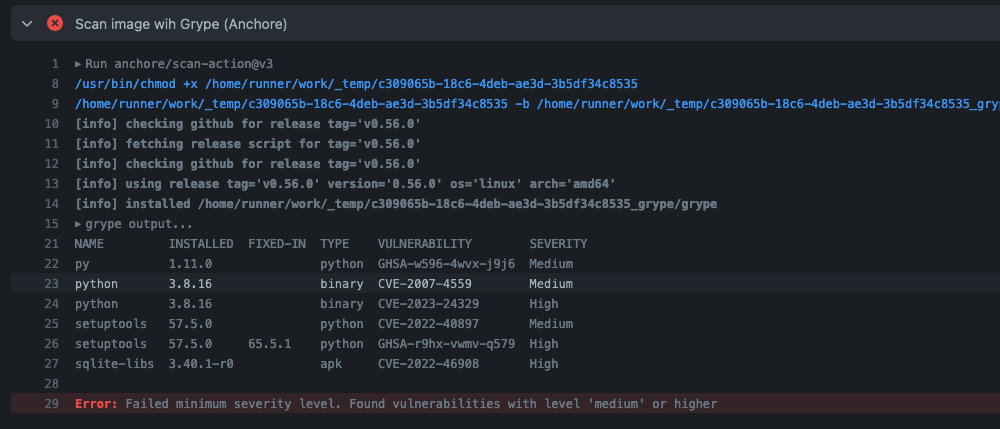 Scan image wih Grype (Anchore)
1 Run anchore/scan-action@v3
8 /usr/bin/chmod +x /home/runner/work/_temp/c309065b-18c6-4deb-ae3d-3b5df34c8535
9 /home/runner/work/_temp/c309065b-18c6-4deb-ae3d-3b5df34c8535 -b /home/runner/work/_temp/c309065b-18c6-4deb-ae3d-3b5df34c8535_gryp
10 [info] checking github for release tag='v0.56.0'
11 [info] fetching release script for tag='v0.56.0'
12 [info] checking github for release tag='v0.56.0'
13 [info] using release tag='v0.56.0' version='0.56.0' os='linux' arch='amd64'
14 [info] installed /home/runner/work/_temp/c309065b-18c6-4deb-ae3d-3b5df34c8535_grype/grype
15 grype output...
21 NAME INSTALLED FIXED-IN TYPE VULNERABILITY SEVERITY
22 py 1.11.0 python GHSA-w596-4wvx-j9j6 Medium
23 python 3.8.16 binary CVE-2007-4559 Medium
24 python 3.8.16 binary CVE-2023-24329 High
25 setuptools 57.5.0 python CVE-2022-40897 Medium
26 setuptools 57.5.0 65.5.1 python GHSA-r9hx-vwmv-q579 High
27 sqlite-libs 3.40.1-r0 apk CVE-2022-46908 High
28
29 Error: Failed minimum severity level. Found vulnerabilities with level 'medium' or higher